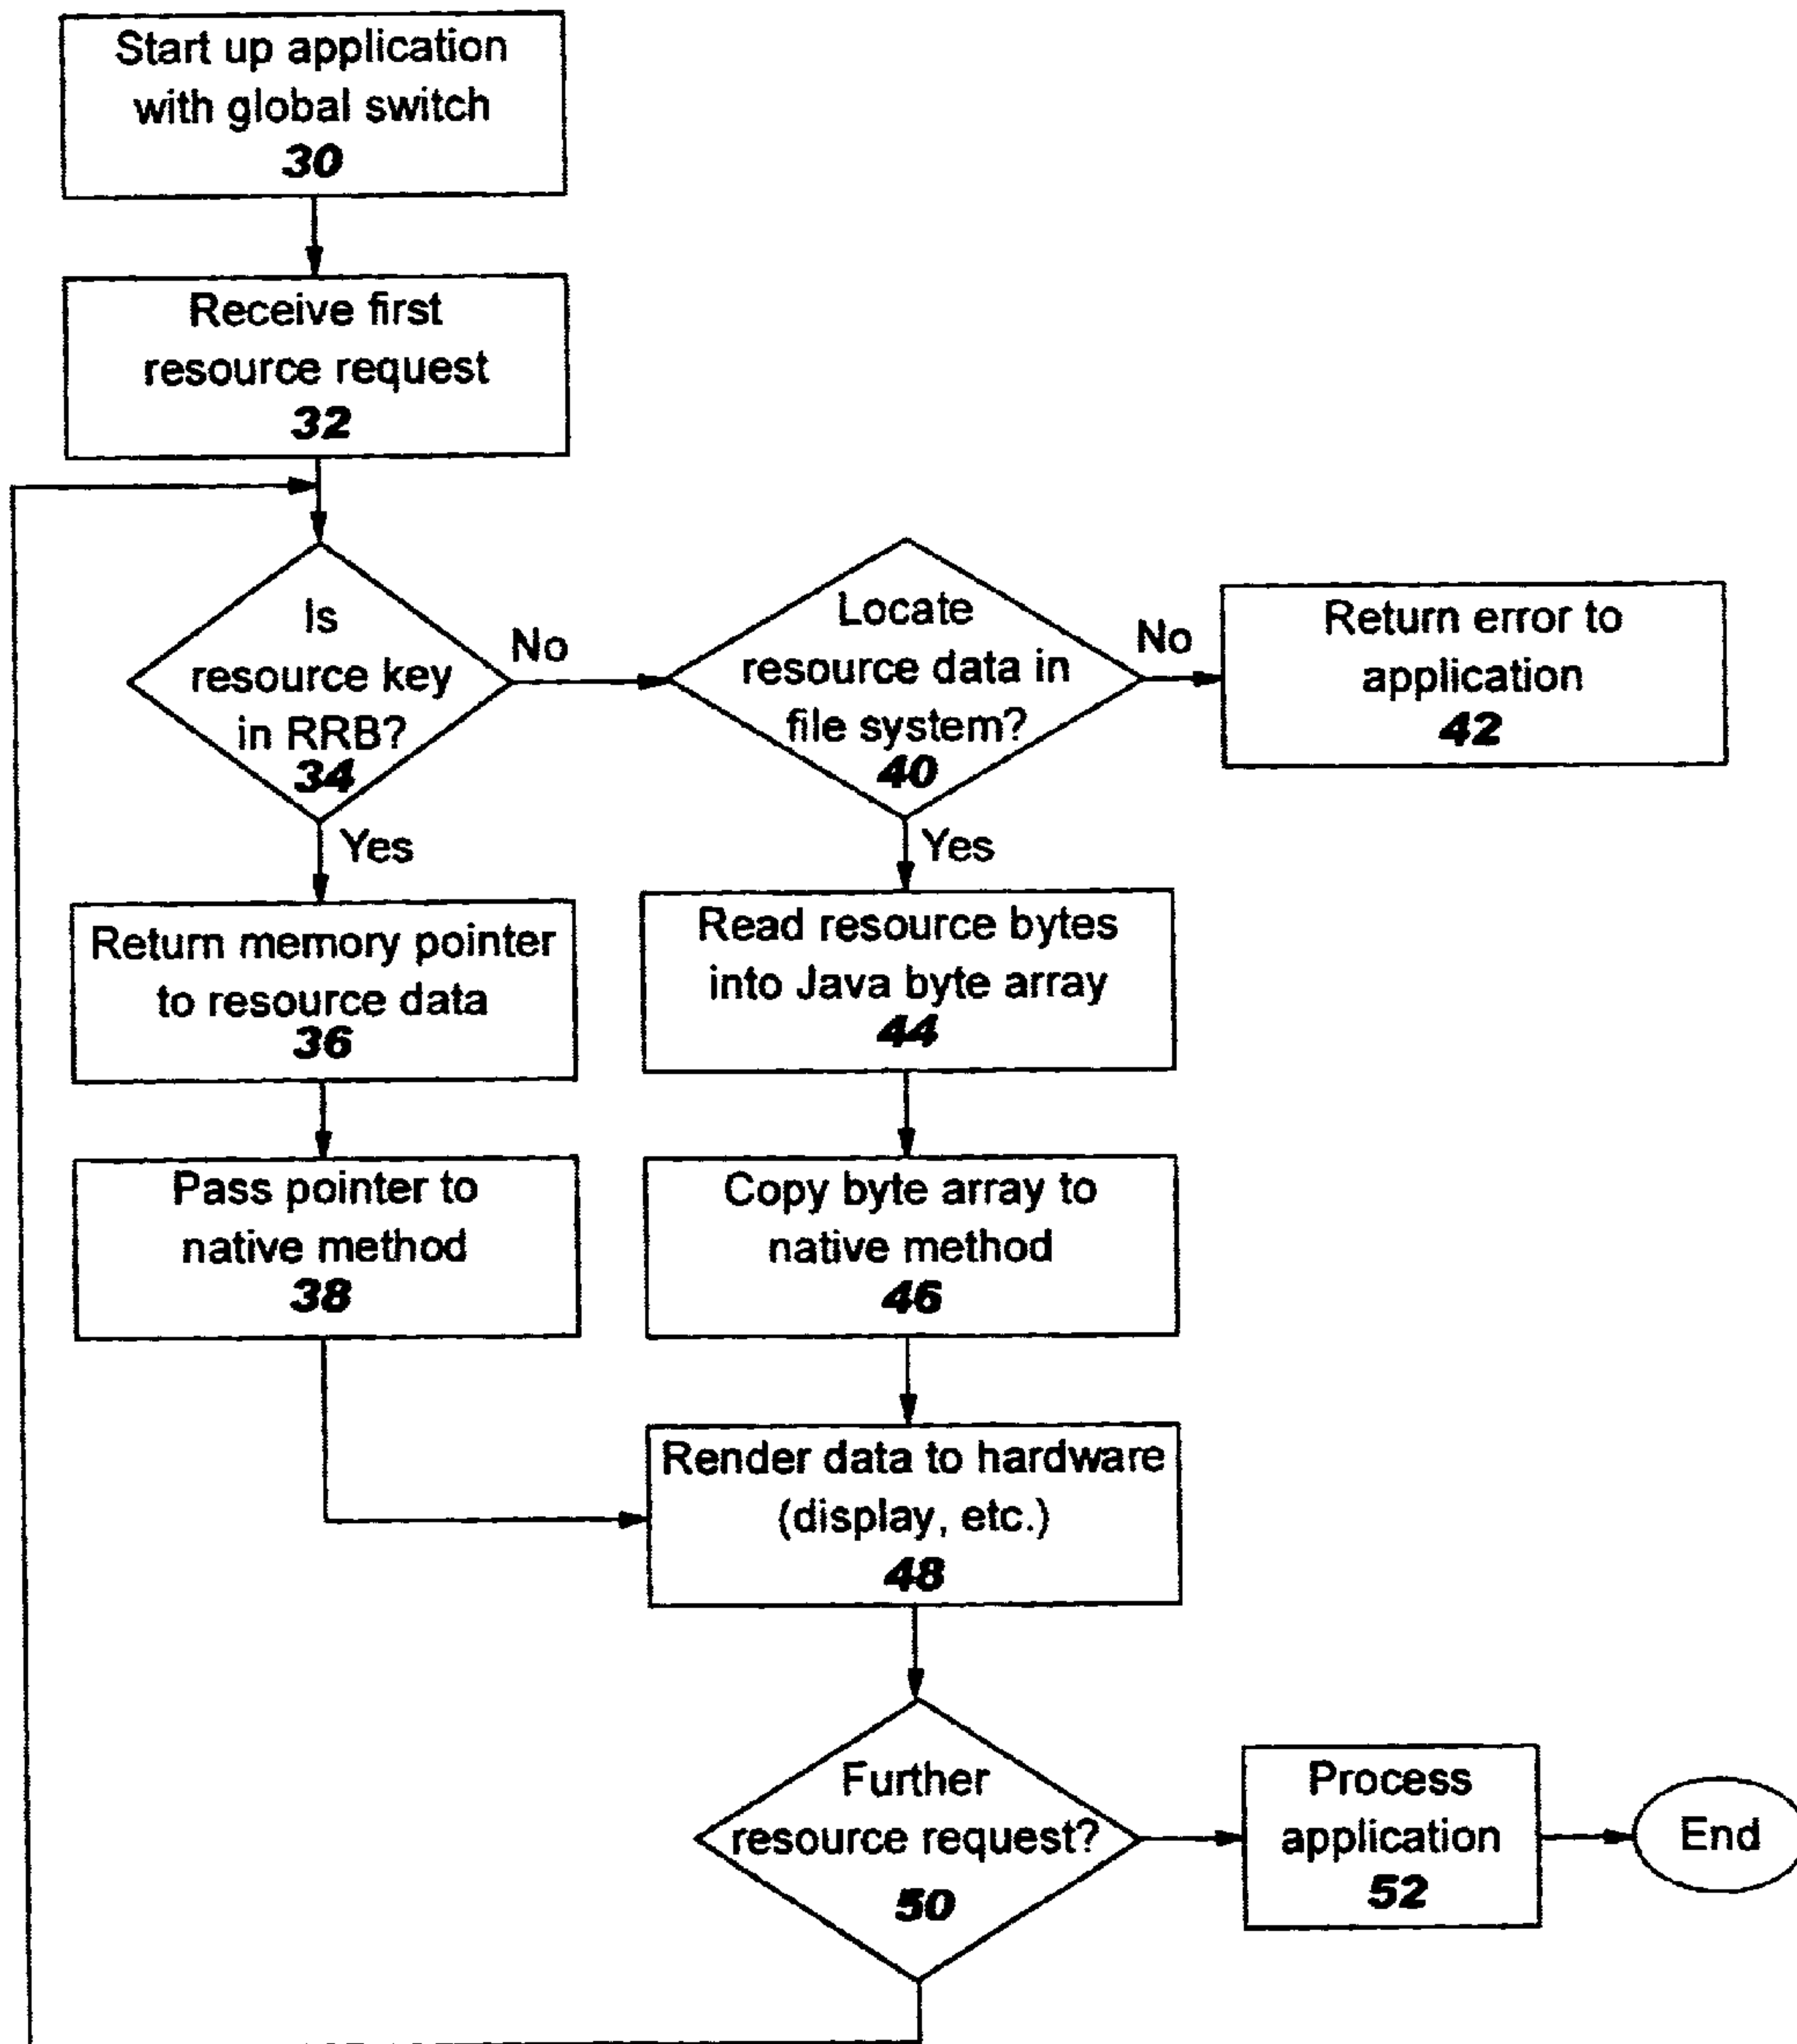 Start up application
with global switch
30
Receive first
resource request
32
Is
resource key
in RRB?
34
No
Locate
resource data in
file system?
40
No
Return error to
application
42
Yes
Yes
Return memory pointer
to resource data
36
Read resource bytes
into Java byte array
44
Pass pointer to
native method
38
Copy byte array to
native method
46
Render data to hardware
(display, etc.)
48
Further
resource request?
50
Process
application
52
End